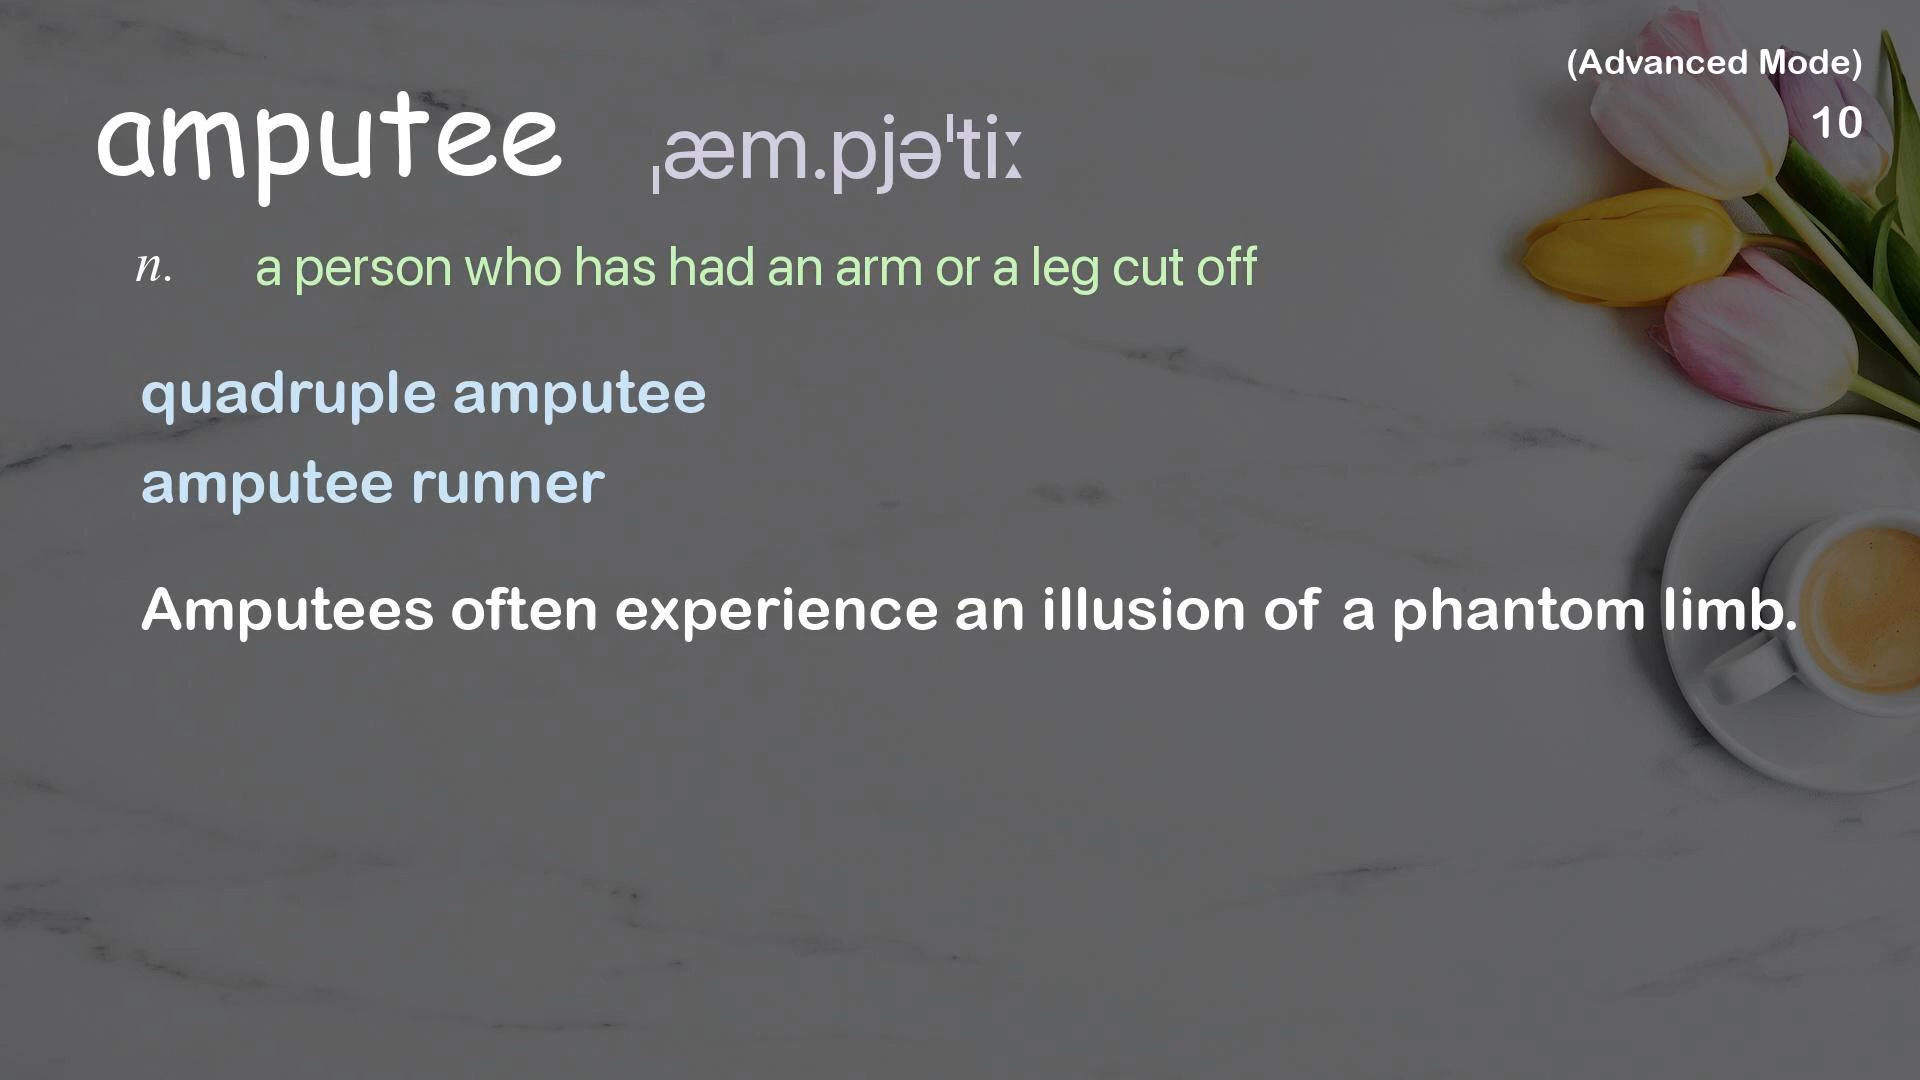 (Advanced Mode)
10
amputee ˌæm.pjəˈtiː
n. a person who has had an arm or a leg cut off
quadruple amputee
amputee runner
Amputees often experience an illusion of a phantom limb.